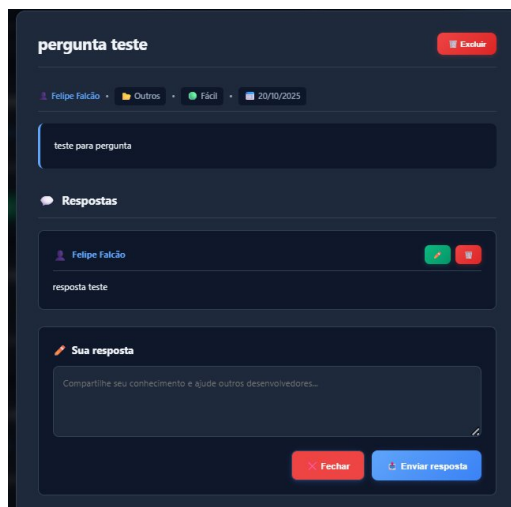 pergunta teste
Excluir
Felipe Falcão • Outros • Fácil • 20/10/2025
teste para pergunta
Respostas
Felipe Falcão
resposta teste
Sua resposta
Compartilhe seu conhecimento e ajude outros desenvolvedores...
Fechar
Enviar resposta